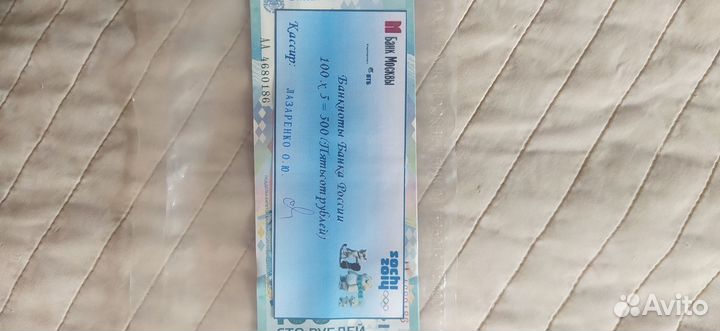 АА 4680186
М Банк Москвы
ВТБ
sochi
2014
Банкноты Банка России
100 x 5 = 500 (Пятьсот рублей)
Кассир:
ЛАЗАРЕНКО О.Ю.
СТО РУБЛЕЙ
Avito